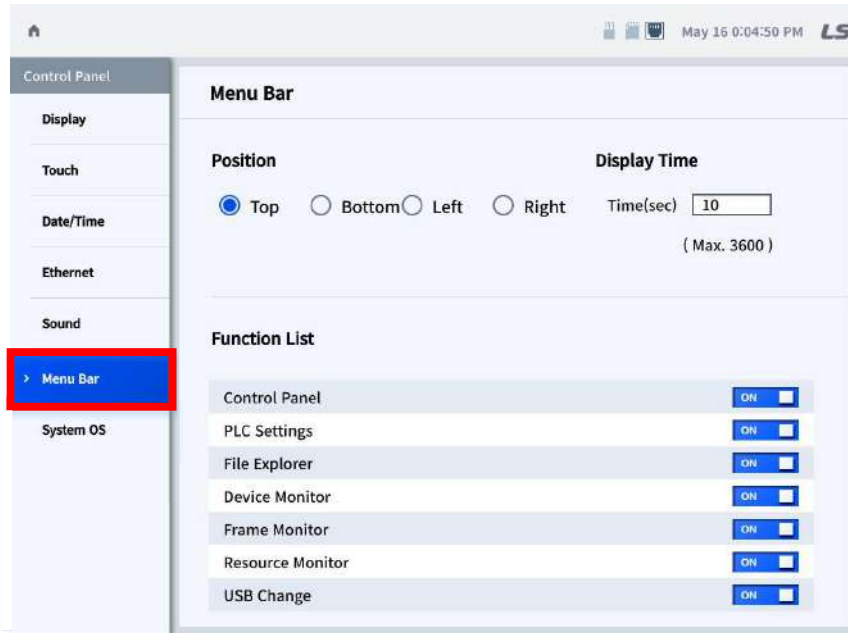 May 16 0:04:50 PM LS
Control Panel
Display
Touch
Date/Time
Ethernet
Sound
> Menu Bar
System OS
Menu Bar
Position
Top Bottom Left Right
Display Time
Time(sec) 10
( Max. 3600 )
Function List
Control Panel ON
PLC Settings ON
File Explorer ON
Device Monitor ON
Frame Monitor ON
Resource Monitor ON
USB Change ON